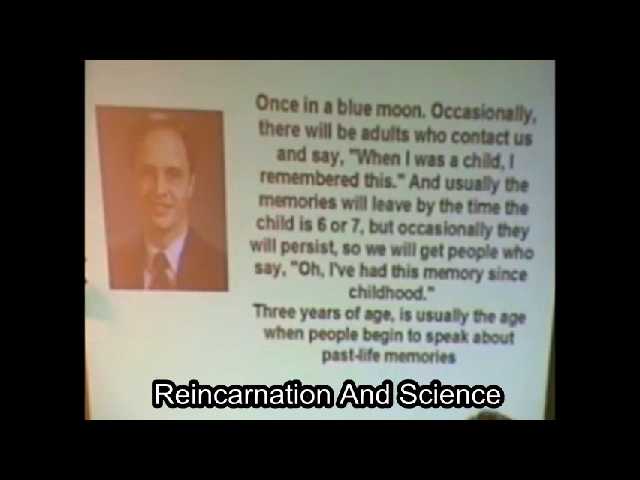 Once in a blue moon. Occasionally,
there will be adults who contact us
and say, "When I was a child, I
remembered this." And usually the
memories will leave by the time the
child is 6 or 7, but occasionally they
will persist, so we will get people who
say, "Oh, I've had this memory since
childhood."
Three years of age, is usually the age
when people begin to speak about
past-life memories
Reincarnation And Science